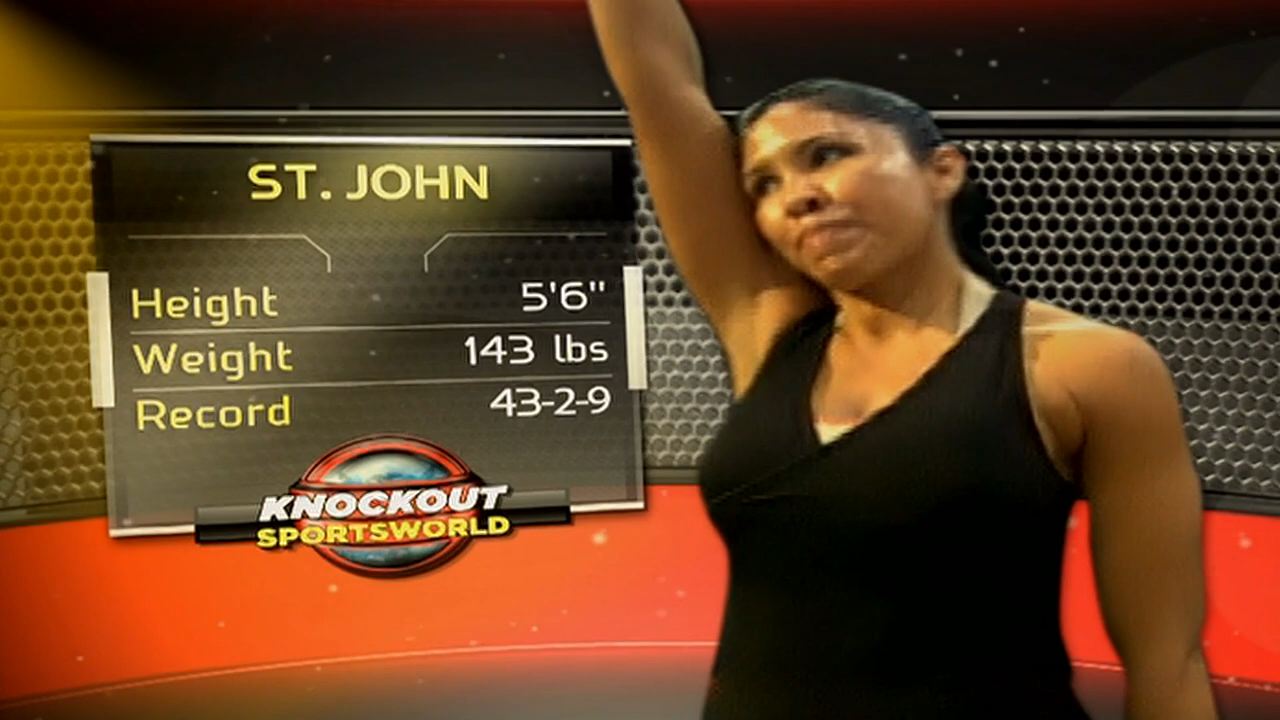 ST. JOHN
Height 5'6"
Weight 143 lbs
Record 43-2-9
KNOCKOUT
SPORTSWORLD